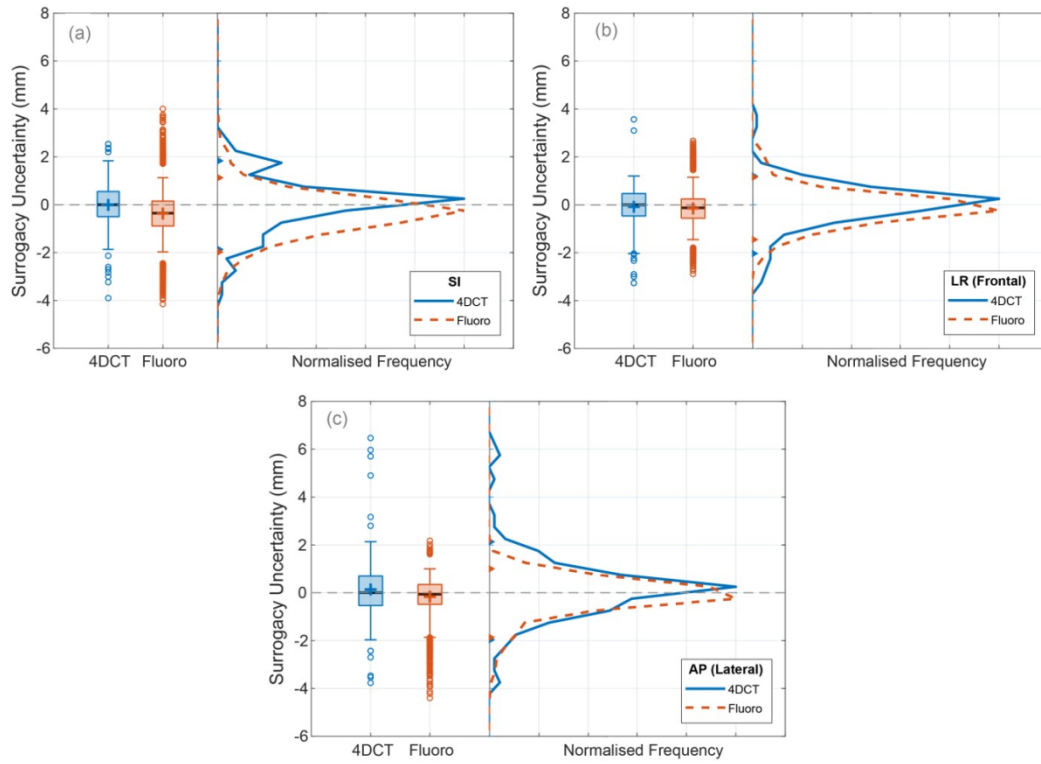 (a)
Surrogacy Uncertainty (mm)
8
6
4
2
0
-2
-4
-6
4DCT Fluoro Normalised Frequency
SI
4DCT
Fluoro
(b)
Surrogacy Uncertainty (mm)
8
6
4
2
0
-2
-4
-6
4DCT Fluoro Normalised Frequency
LR (Frontal)
4DCT
Fluoro
(c)
Surrogacy Uncertainty (mm)
8
6
4
2
0
-2
-4
-6
4DCT Fluoro Normalised Frequency
AP (Lateral)
4DCT
Fluoro